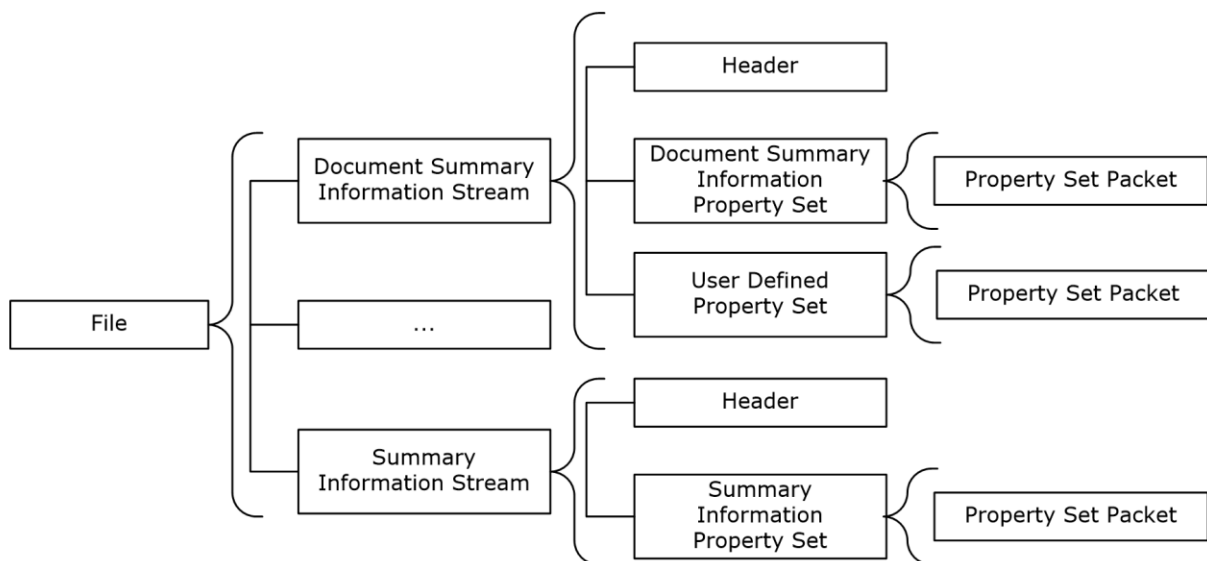 File
Document Summary
Information Stream
...
Summary
Information Stream
Header
Document Summary
Information
Property Set
User Defined
Property Set
Header
Summary
Information
Property Set
Property Set Packet
Property Set Packet
Property Set Packet